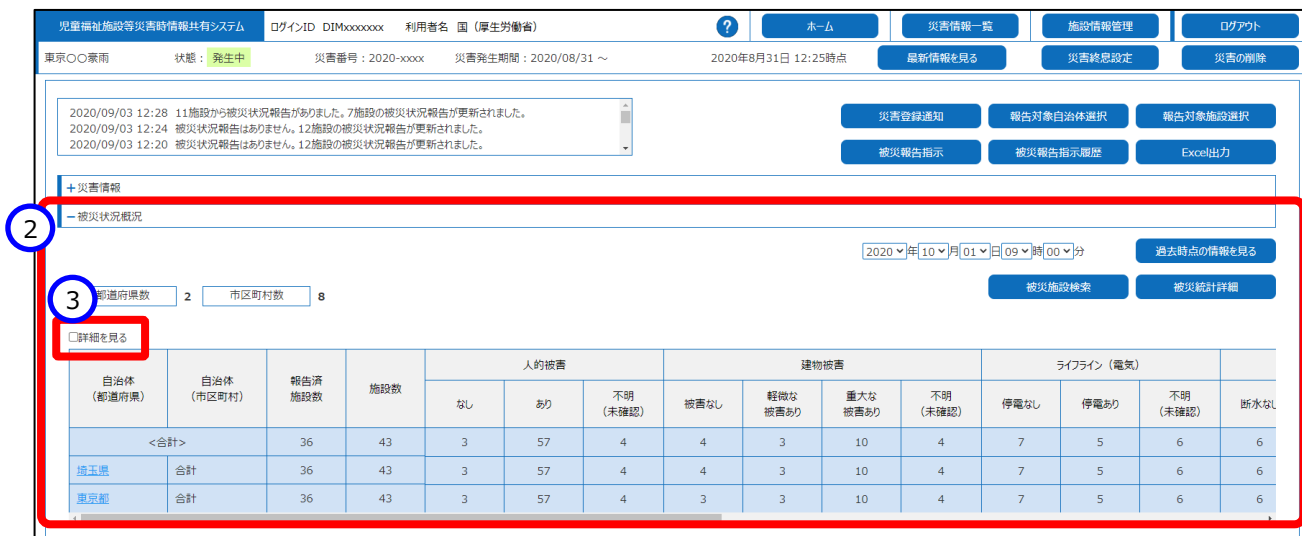 児童福祉施設等災害時情報共有システム ログインID DIMxxxxxxx 利用者名 国（厚生労働省） ? ホーム 災害情報一覧 施設情報管理 ログアウト
東京〇〇豪雨 状態： 発生中 災害番号：2020-xxxx 災害発生期間：2020/08/31 ～ 2020年8月31日 12:25時点 最新情報を見る 災害終息設定 災害の削除
2020/09/03 12:28 11施設から被災状況報告がありました。7施設の被災状況報告が更新されました。
2020/09/03 12:24 被災状況報告はありません。12施設の被災状況報告が更新されました。
2020/09/03 12:20 被災状況報告はありません。12施設の被災状況報告が更新されました。
災害登録通知 報告対象自治体選択 報告対象施設選択
被災報告指示 被災報告指示履歴 Excel出力
＋災害情報
－被災状況概況
②
2020 年 10 月 01 日 09 時 00 分 過去時点の情報を見る
被災施設検索 被災統計詳細
③
都道府県数 2 市区町村数 8
□詳細を見る
自治体（都道府県） 自治体（市区町村） 報告済施設数 施設数 人的被害 建物被害 ライフライン（電気）
なし あり 不明（未確認） 被害なし 軽微な被害あり 重大な被害あり 不明（未確認） 停電なし 停電あり 不明（未確認） 断水なし
<合計> 36 43 3 57 4 4 3 10 4 7 5 6 6
埼玉県 合計 36 43 3 57 4 4 3 10 4 7 5 6 6
東京都 合計 36 43 3 57 4 3 3 10 4 7 5 6 6